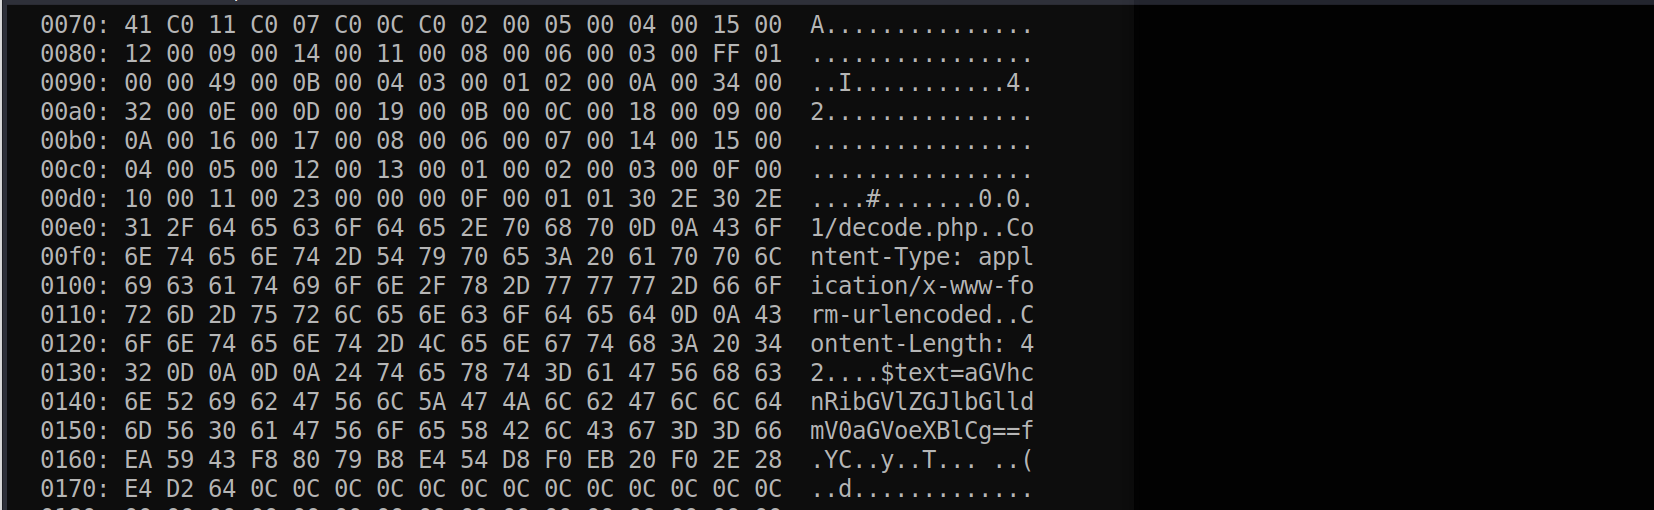 0070: 41 C0 11 C0 07 C0 0C C0 02 00 05 00 04 00 15 00  A...............
0080: 12 00 09 00 14 00 11 00 08 00 06 00 03 00 FF 01  ................
0090: 00 00 49 00 0B 00 04 03 00 01 02 00 0A 00 34 00  ..I...........4.
00a0: 32 00 0E 00 0D 00 19 00 0B 00 0C 00 18 00 09 00  2...............
00b0: 0A 00 16 00 17 00 08 00 06 00 07 00 14 00 15 00  ................
00c0: 04 00 05 00 12 00 13 00 01 00 02 00 03 00 0F 00  ................
00d0: 10 00 11 00 23 00 00 00 0F 00 01 01 30 2E 30 2E  ....#.......0.0.
00e0: 31 2F 64 65 63 6F 64 65 2E 70 68 70 0D 0A 43 6F  1/decode.php..Co
00f0: 6E 74 65 6E 74 2D 54 79 70 65 3A 20 61 70 70 6C  ntent-Type: appl
0100: 69 63 61 74 69 6F 6E 2F 78 2D 77 77 77 2D 66 6F  ication/x-www-fo
0110: 72 6D 2D 75 72 6C 65 6E 63 6F 64 65 64 0D 0A 43  rm-urlencoded..C
0120: 6F 6E 74 65 6E 74 2D 4C 65 6E 67 74 68 3A 20 34  ontent-Length: 4
0130: 32 0D 0A 0D 0A 24 74 65 78 74 3D 61 47 56 68 63  2....$text=aGVhc
0140: 6E 52 69 62 47 56 6C 5A 47 4A 6C 62 47 6C 6C 64  nRibGVlZGJlbGlld
0150: 6D 56 30 61 47 56 6F 65 58 42 6C 43 67 3D 3D 66  mV0aGVoeXBlCg==f
0160: EA 59 43 F8 80 79 B8 E4 54 D8 F0 EB 20 F0 2E 28  .YC..y..T... ..(
0170: E4 D2 64 0C 0C 0C 0C 0C 0C 0C 0C 0C 0C 0C 0C 0C  ..d.............